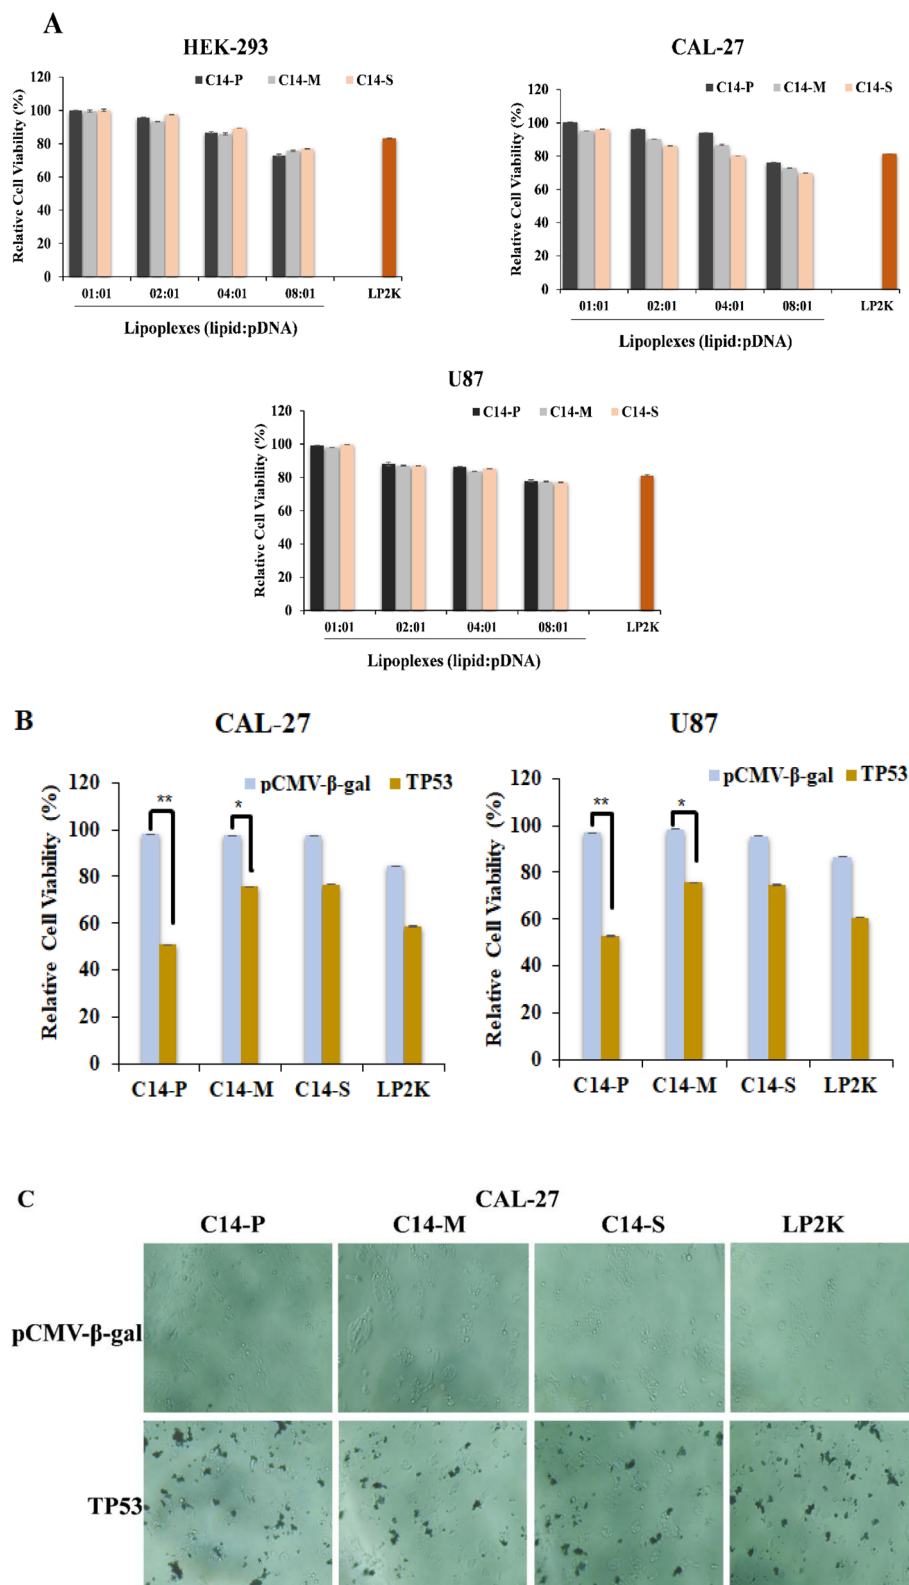 A
HEK-293
C14-P C14-M C14-S
Relative Cell Viability (%)
120
100
80
60
40
20
0
01:01 02:01 04:01 08:01 LP2K
Lipoplexes (lipid:pDNA)
CAL-27
C14-P C14-M C14-S
Relative Cell Viability (%)
120
100
80
60
40
20
0
01:01 02:01 04:01 08:01 LP2K
Lipoplexes (lipid:pDNA)
U87
C14-P C14-M C14-S
Relative Cell Viability (%)
120
100
80
60
40
20
0
01:01 02:01 04:01 08:01 LP2K
Lipoplexes (lipid:pDNA)
B
CAL-27
pCMV-β-gal TP53
Relative Cell Viability (%)
120
100
80
60
40
20
0
** *
C14-P C14-M C14-S LP2K
U87
pCMV-β-gal TP53
Relative Cell Viability (%)
120
100
80
60
40
20
0
** *
C14-P C14-M C14-S LP2K
C
CAL-27
C14-P C14-M C14-S LP2K
pCMV-β-gal
TP53